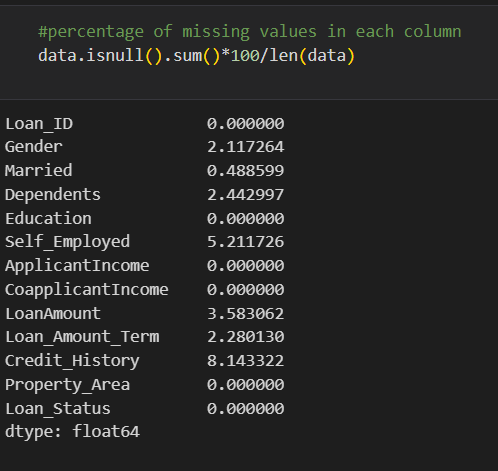 #percentage of missing values in each column
data.isnull().sum()*100/len(data)
Loan_ID 0.000000
Gender 2.117264
Married 0.488599
Dependents 2.442997
Education 0.000000
Self_Employed 5.211726
ApplicantIncome 0.000000
CoapplicantIncome 0.000000
LoanAmount 3.583062
Loan_Amount_Term 2.280130
Credit_History 8.143322
Property_Area 0.000000
Loan_Status 0.000000
dtype: float64